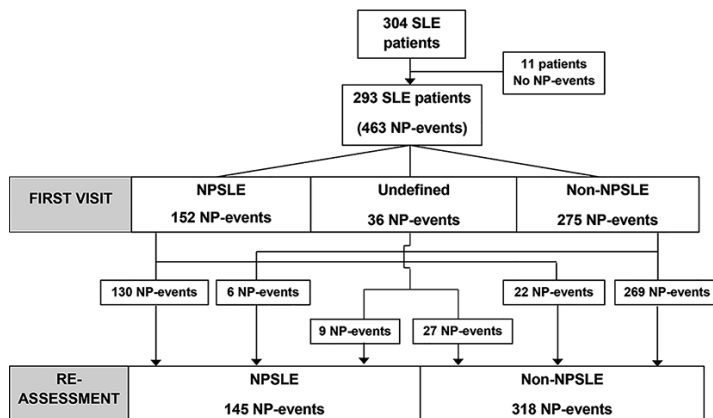 304 SLE
patients
11 patients
No NP-events
293 SLE patients
(463 NP-events)
FIRST VISIT
NPSLE
152 NP-events
Undefined
36 NP-events
Non-NPSLE
275 NP-events
130 NP-events
6 NP-events
22 NP-events
269 NP-events
9 NP-events
27 NP-events
RE-
ASSESSMENT
NPSLE
145 NP-events
Non-NPSLE
318 NP-events